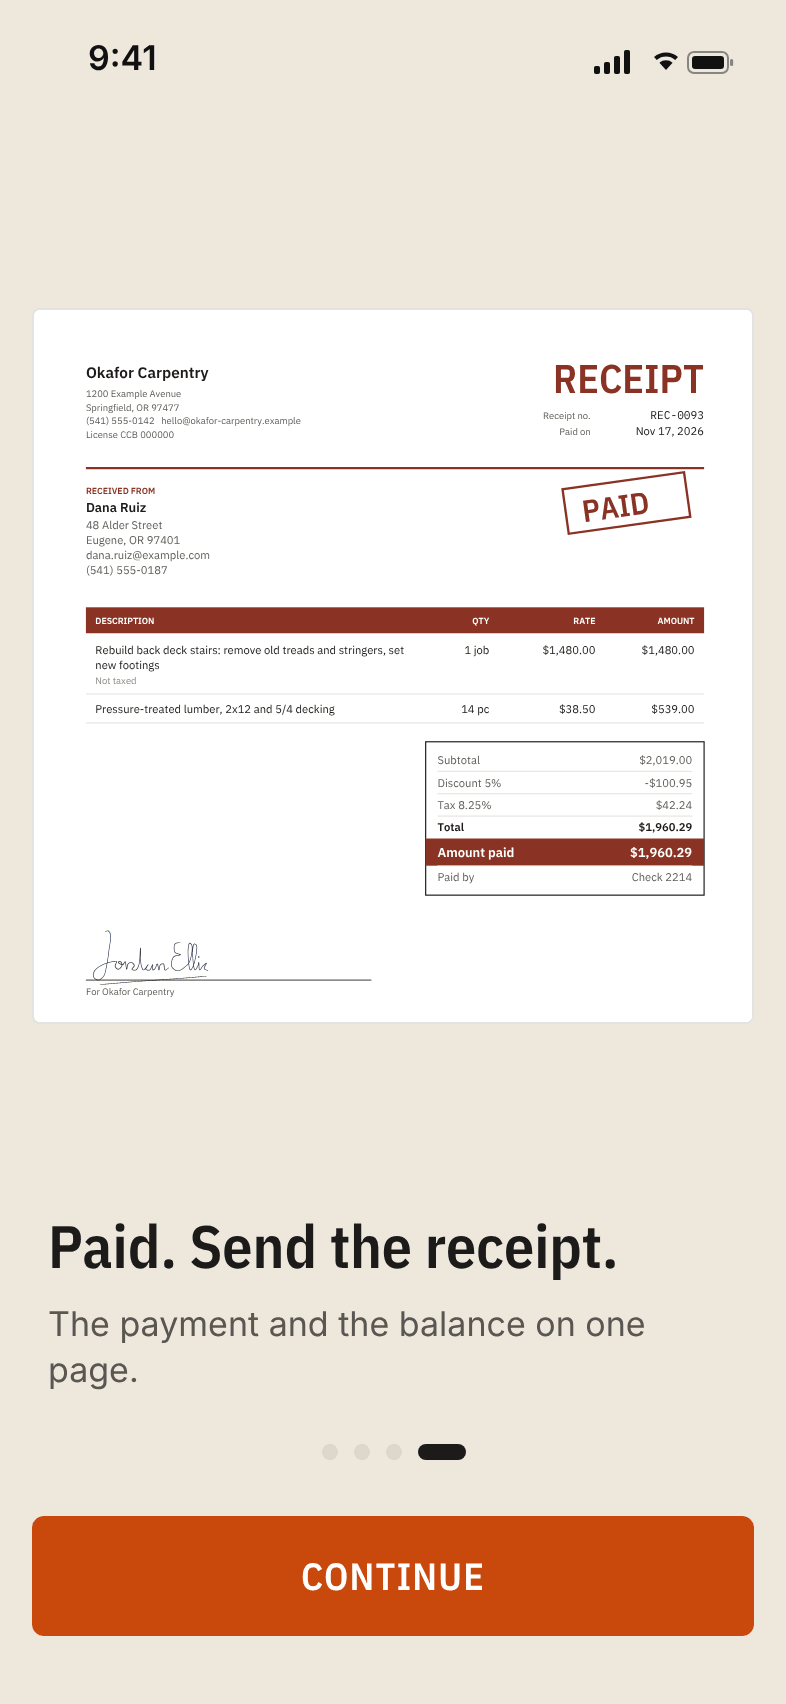 9:41
Okafor Carpentry
1200 Example Avenue
Springfield, OR 97477
(541) 555-0142 hello@okafor-carpentry.example
License CCB 000000
RECEIPT
Receipt no. REC-0093
Paid on Nov 17, 2026
RECEIVED FROM
Dana Ruiz
48 Alder Street
Eugene, OR 97401
dana.ruiz@example.com
(541) 555-0187
PAID
DESCRIPTION QTY RATE AMOUNT
Rebuild back deck stairs: remove old treads and stringers, set 1 job $1,480.00 $1,480.00
new footings
Not taxed
Pressure-treated lumber, 2x12 and 5/4 decking 14 pc $38.50 $539.00
Subtotal $2,019.00
Discount 5% -$100.95
Tax 8.25% $42.24
Total $1,960.29
Amount paid $1,960.29
Paid by Check 2214
Jordan Ellis
For Okafor Carpentry
Paid. Send the receipt.
The payment and the balance on one
page.
CONTINUE